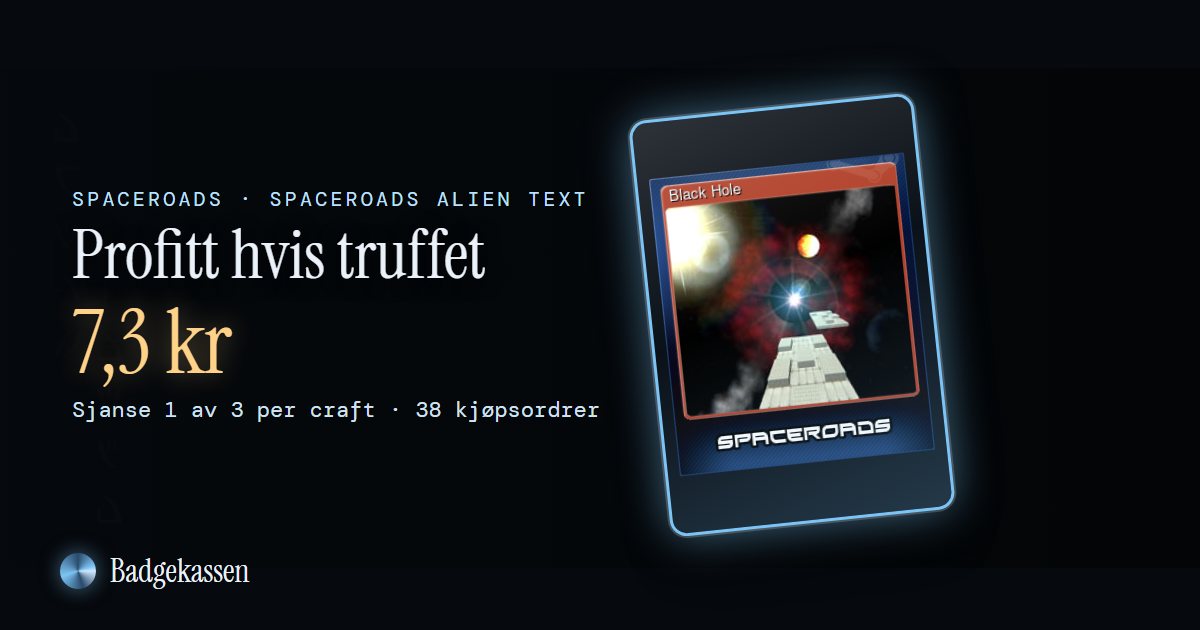 SPACEROADS · SPACEROADS ALIEN TEXT
Profitt hvis truffet
7,3 kr
Sjanse 1 av 3 per craft · 38 kjøpsordrer
Black Hole
SPACEROADS
Badgekassen